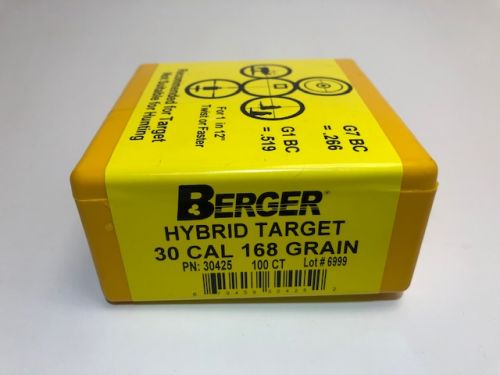 Recommended for Target
Not Suitable for Hunting
For 1 in 12"
Twist or Faster
G1 BC
= .519
G7 BC
= .266
BERGER
HYBRID TARGET
30 CAL 168 GRAIN
PN: 30425 100 CT Lot # 6999